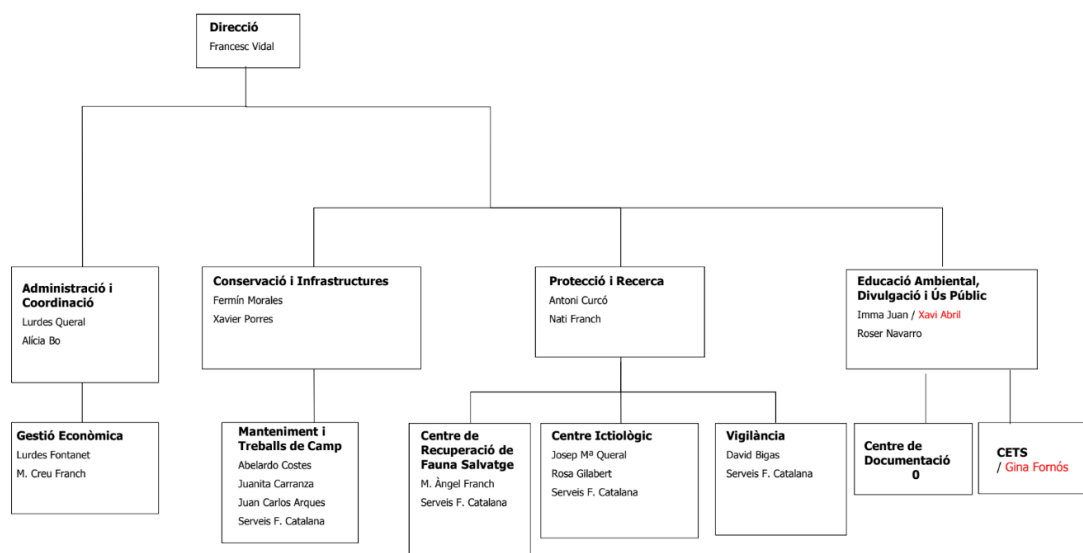 Direcció
Francesc Vidal
Administració i
Coordinació
Lurdes Queral
Alícia Bo
Conservació i Infrastructures
Fermín Morales
Xavier Porres
Protecció i Recerca
Antoni Curcó
Nati Franch
Educació Ambiental,
Divulgació i Ús Públic
Imma Juan / Xavi Abril
Roser Navarro
Gestió Econòmica
Lurdes Fontanet
M. Creu Franch
Manteniment i
Treballs de Camp
Abelardo Costes
Juanita Carranza
Juan Carlos Arques
Serveis F. Catalana
Centre de
Recuperació de
Fauna Salvatge
M. Àngel Franch
Serveis F. Catalana
Centre Ictiològic
Josep Mª Queral
Rosa Gilabert
Serveis F. Catalana
Vigilància
David Bigas
Serveis F. Catalana
Centre de
Documentació
0
CETS
/ Gina Fornós